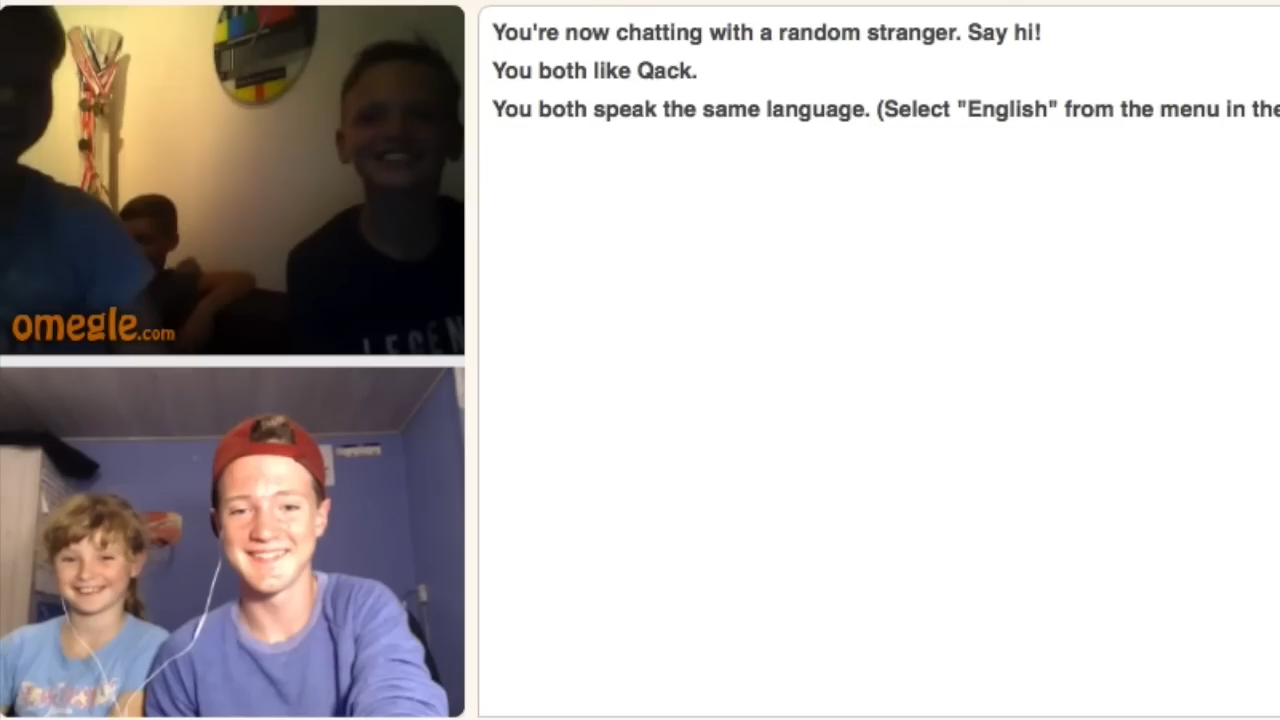 You're now chatting with a random stranger. Say hi!
You both like Qack.
You both speak the same language. (Select "English" from the menu in the
omegle.com
LEGEN